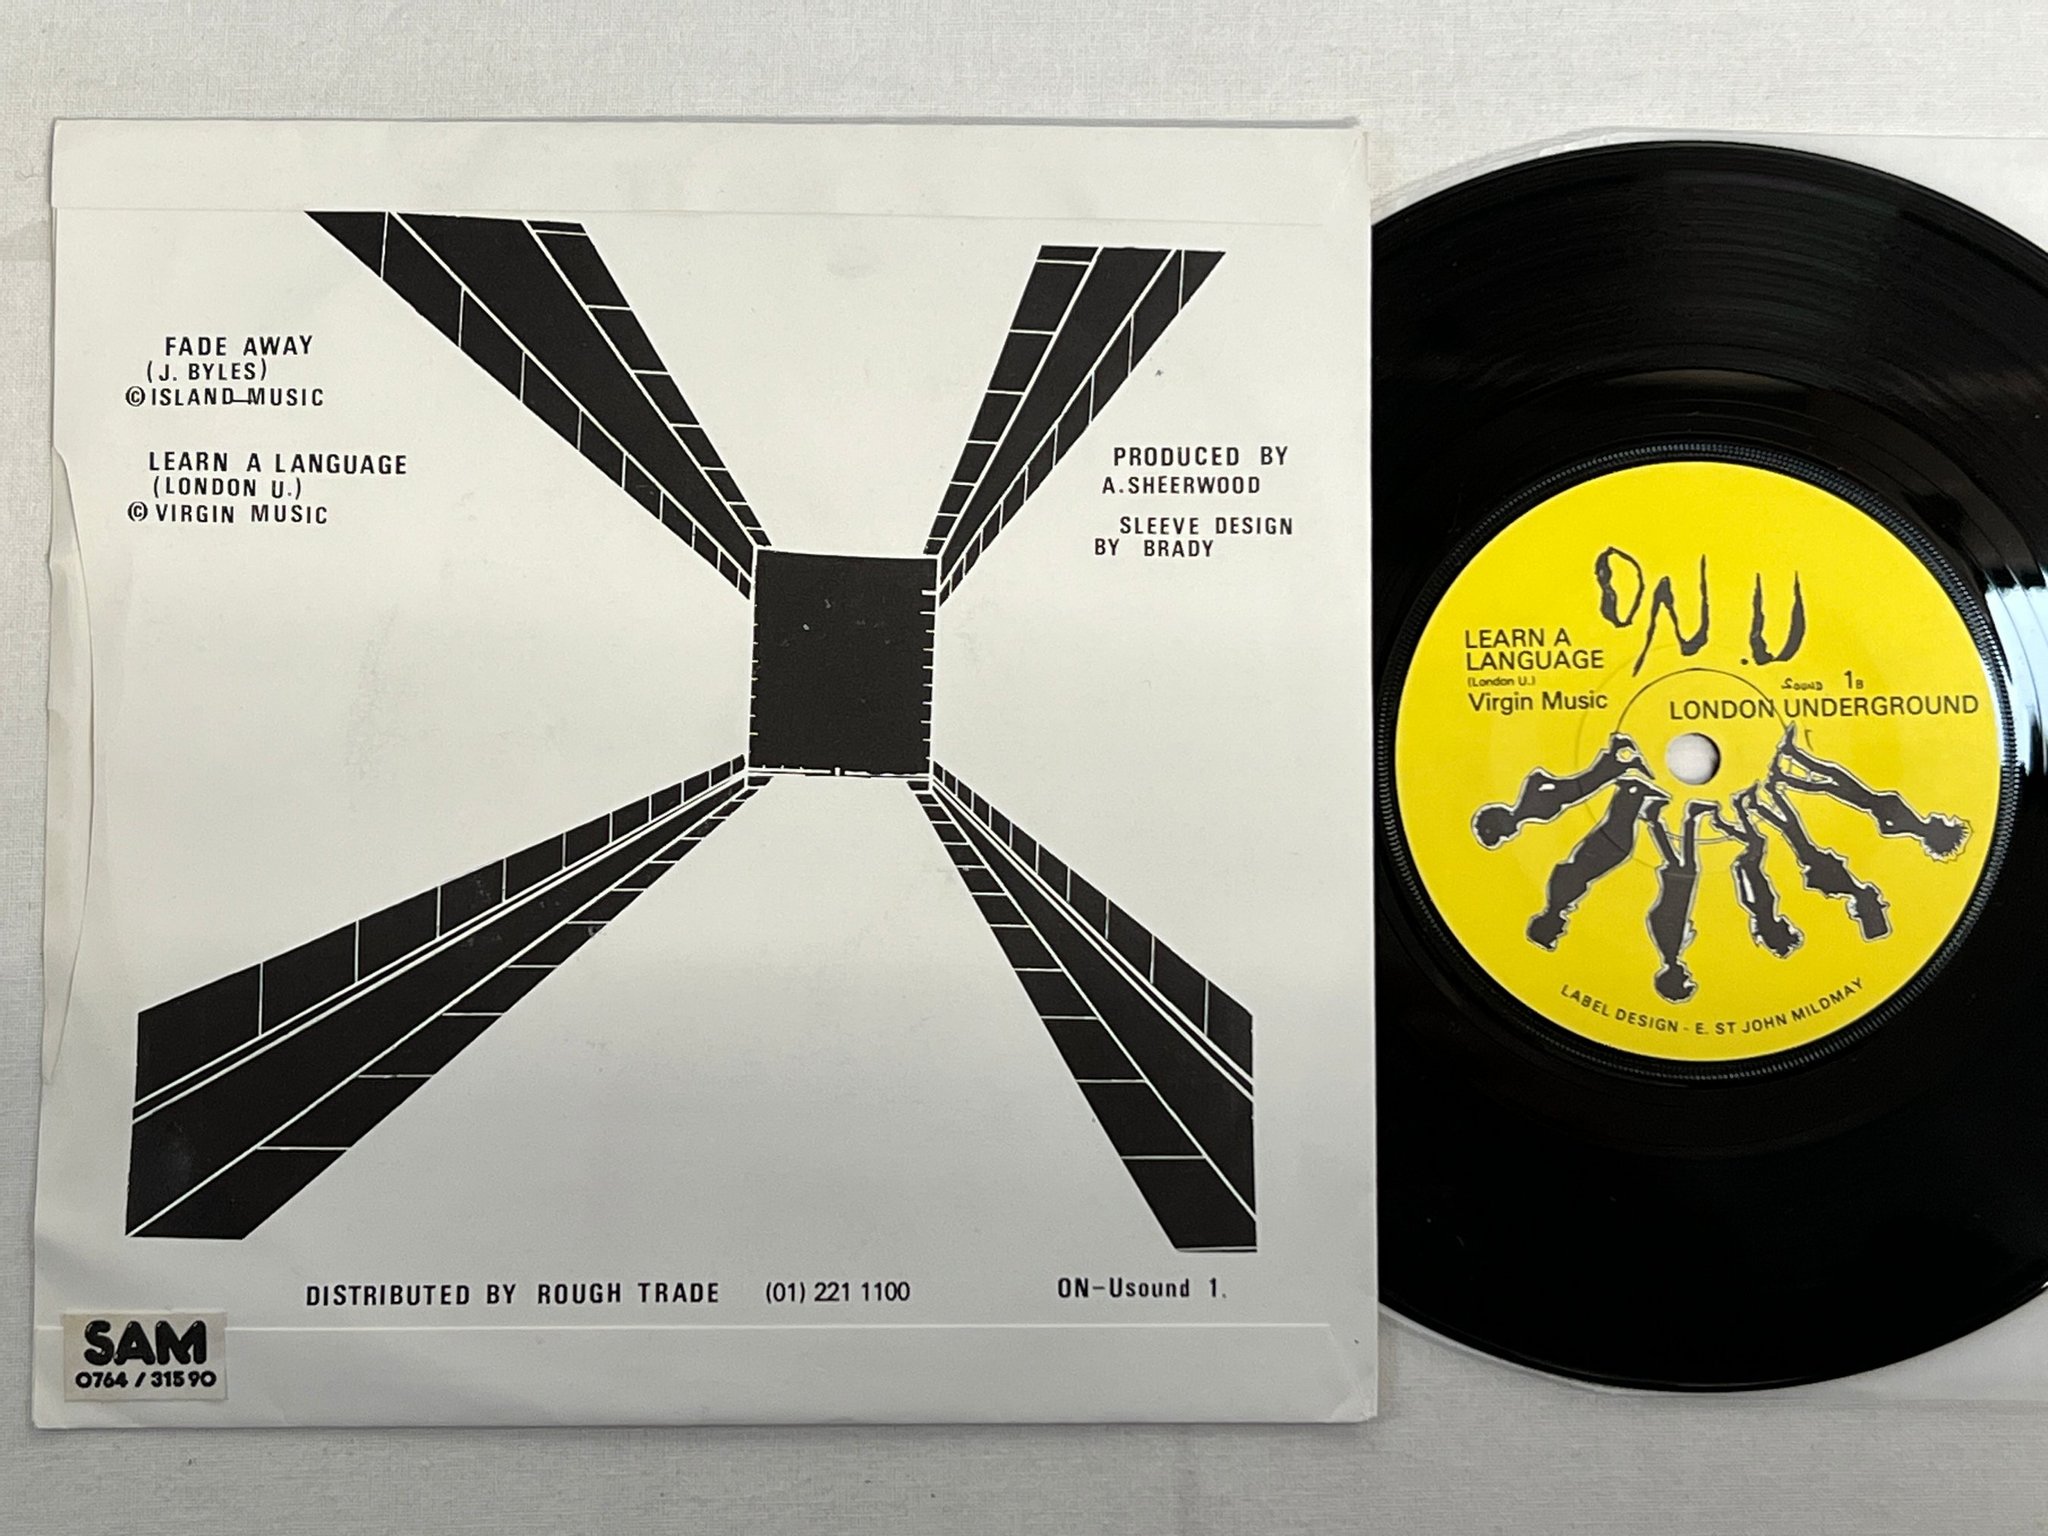 FADE AWAY
(J. BYLES)
© ISLAND MUSIC
LEARN A LANGUAGE
(LONDON U.)
© VIRGIN MUSIC
PRODUCED BY
A. SHEERWOOD
SLEEVE DESIGN
BY BRADY
DISTRIBUTED BY ROUGH TRADE (01) 221 1100
ON-Usound 1.
SAM
0764 / 31590
ON.U
SOUND 1B
LEARN A
LANGUAGE
(London U.)
Virgin Music
LONDON UNDERGROUND
LABEL DESIGN - E. ST JOHN MILDMAY